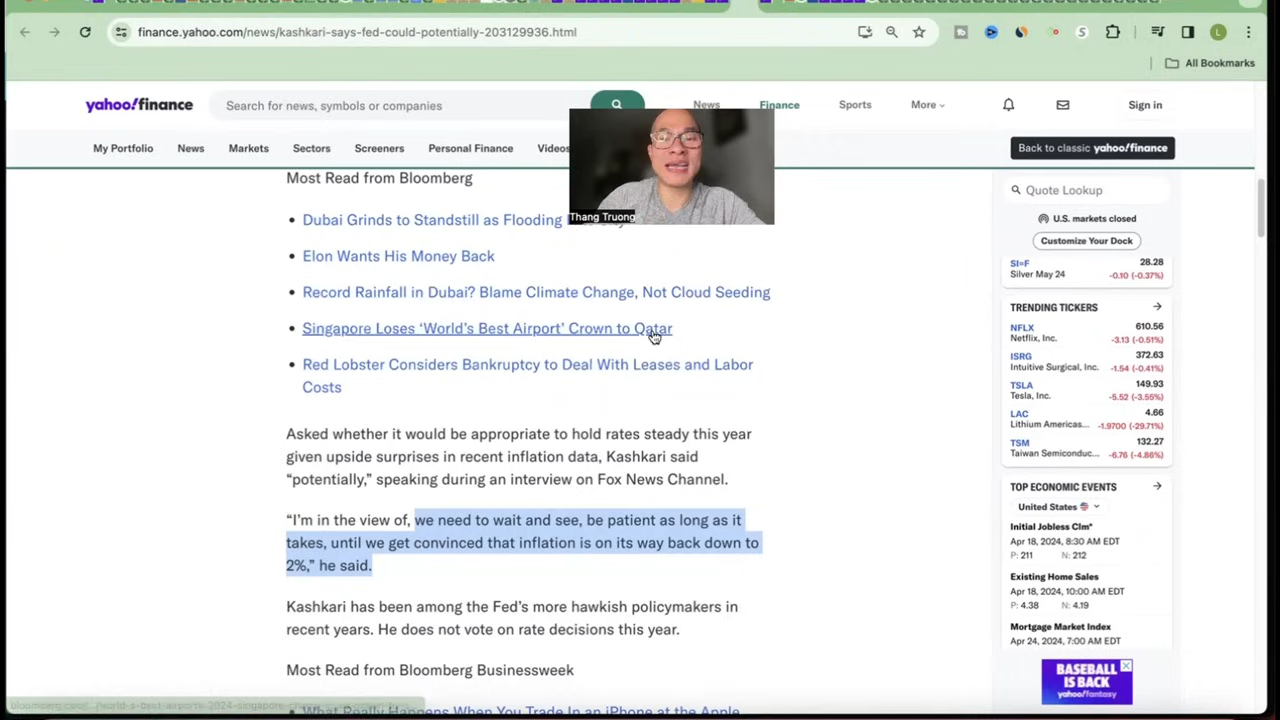 finance.yahoo.com/news/kashkari-says-fed-could-potentially-203129936.html
S
L
All Bookmarks
yahoo!finance
Search for news, symbols or companies
News
Finance
Sports
More
Sign in
My Portfolio
News
Markets
Sectors
Screeners
Personal Finance
Videos
Back to classic yahoo!finance
Thang Truong
Most Read from Bloomberg
• Dubai Grinds to Standstill as Flooding
• Elon Wants His Money Back
• Record Rainfall in Dubai? Blame Climate Change, Not Cloud Seeding
• Singapore Loses ‘World’s Best Airport’ Crown to Qatar
• Red Lobster Considers Bankruptcy to Deal With Leases and Labor
Costs
Asked whether it would be appropriate to hold rates steady this year
given upside surprises in recent inflation data, Kashkari said
“potentially,” speaking during an interview on Fox News Channel.
“I’m in the view of, we need to wait and see, be patient as long as it
takes, until we get convinced that inflation is on its way back down to
2%,” he said.
Kashkari has been among the Fed’s more hawkish policymakers in
recent years. He does not vote on rate decisions this year.
Most Read from Bloomberg Businessweek
What Really Happens When You Trade In an iPhone at the Apple
Quote Lookup
U.S. markets closed
Customize Your Dock
SI=F 28.28
Silver May 24 -0.10 (-0.37%)
TRENDING TICKERS
NFLX 610.56
Netflix, Inc. -3.13 (-0.51%)
ISRG 372.63
Intuitive Surgical, Inc. -1.54 (-0.41%)
TSLA 149.93
Tesla, Inc. -5.52 (-3.55%)
LAC 4.66
Lithium Americas... -1.9700 (-29.71%)
TSM 132.27
Taiwan Semiconduc... -6.76 (-4.86%)
TOP ECONOMIC EVENTS
United States
Initial Jobless Clm*
Apr 18, 2024, 8:30 AM EDT
P: 211 N: 212
Existing Home Sales
Apr 18, 2024, 10:00 AM EDT
P: 4.38 N: 4.19
Mortgage Market Index
Apr 24, 2024, 7:00 AM EDT
BASEBALL
IS BACK
yahoo!fantasy